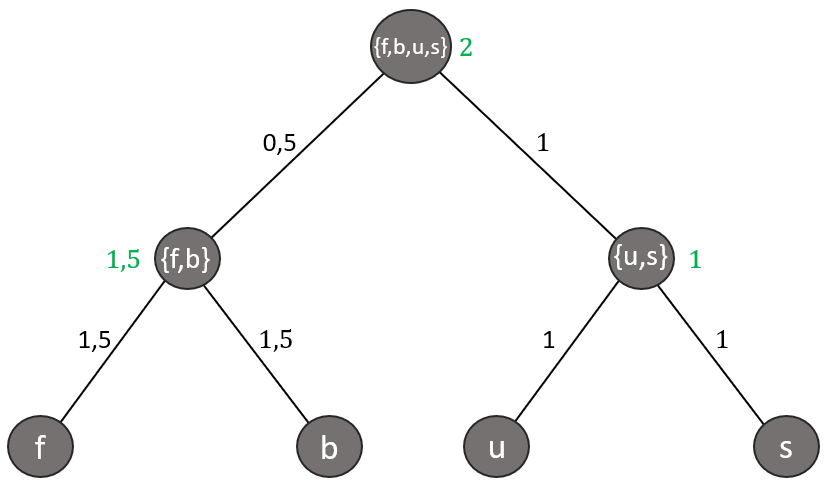 {f,b,u,s} 2
0,5 1
1,5 {f,b} {u,s} 1
1,5 1,5 1 1
f b u s